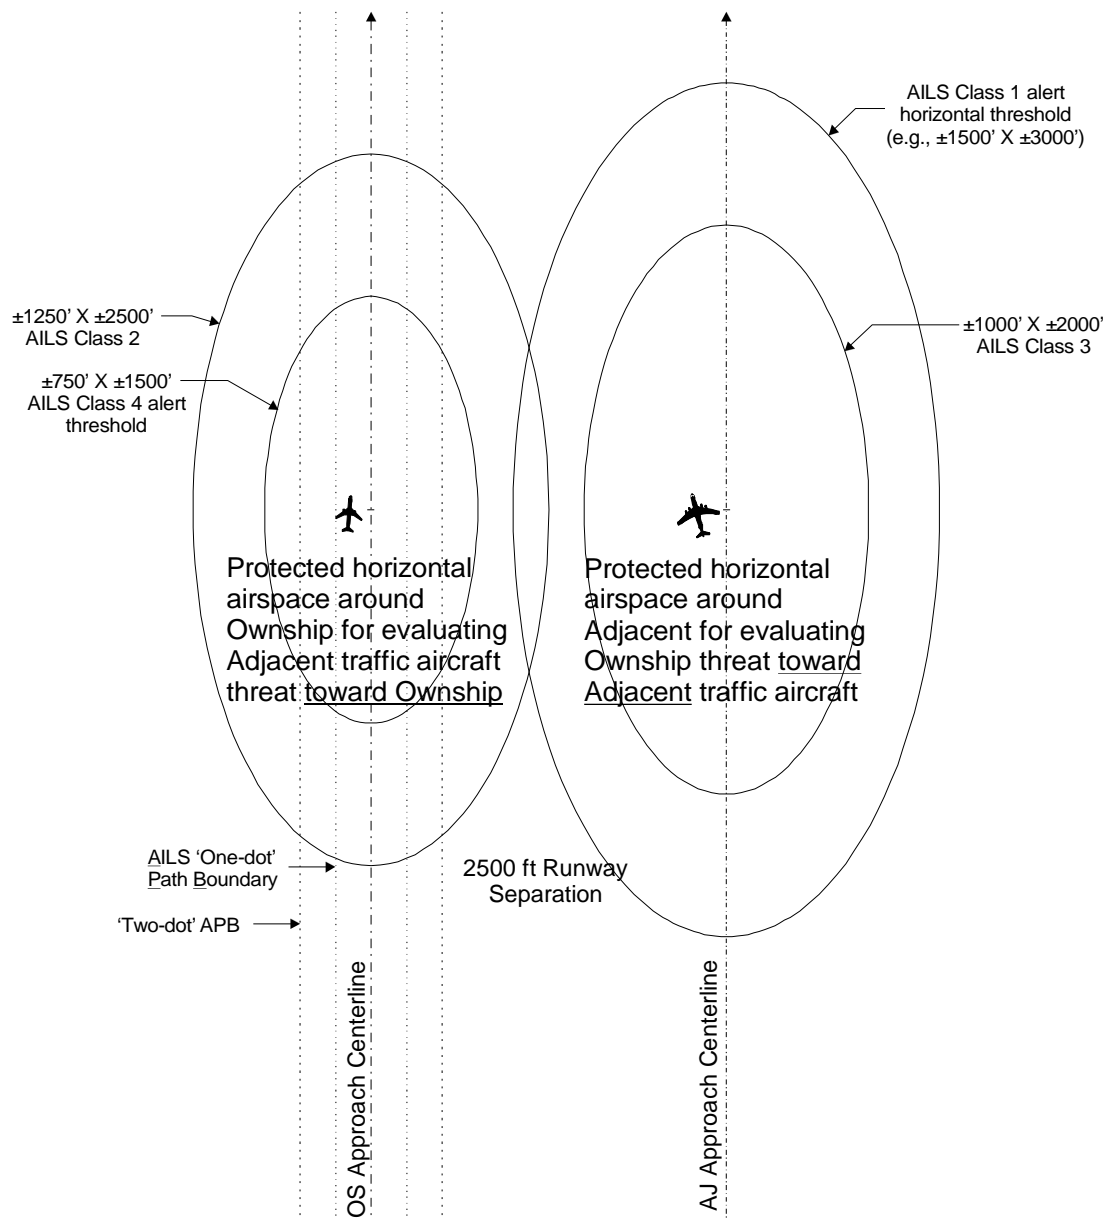 AILS Class 1 alert
horizontal threshold
(e.g., ±1500’ X ±3000’)
±1250’ X ±2500’
AILS Class 2
±1000’ X ±2000’
AILS Class 3
±750’ X ±1500’
AILS Class 4 alert
threshold
Protected horizontal
airspace around
Ownship for evaluating
Adjacent traffic aircraft
threat toward Ownship
Protected horizontal
airspace around
Adjacent for evaluating
Ownship threat toward
Adjacent traffic aircraft
AILS ‘One-dot’
Path Boundary
2500 ft Runway
Separation
‘Two-dot’ APB
OS Approach Centerline
AJ Approach Centerline